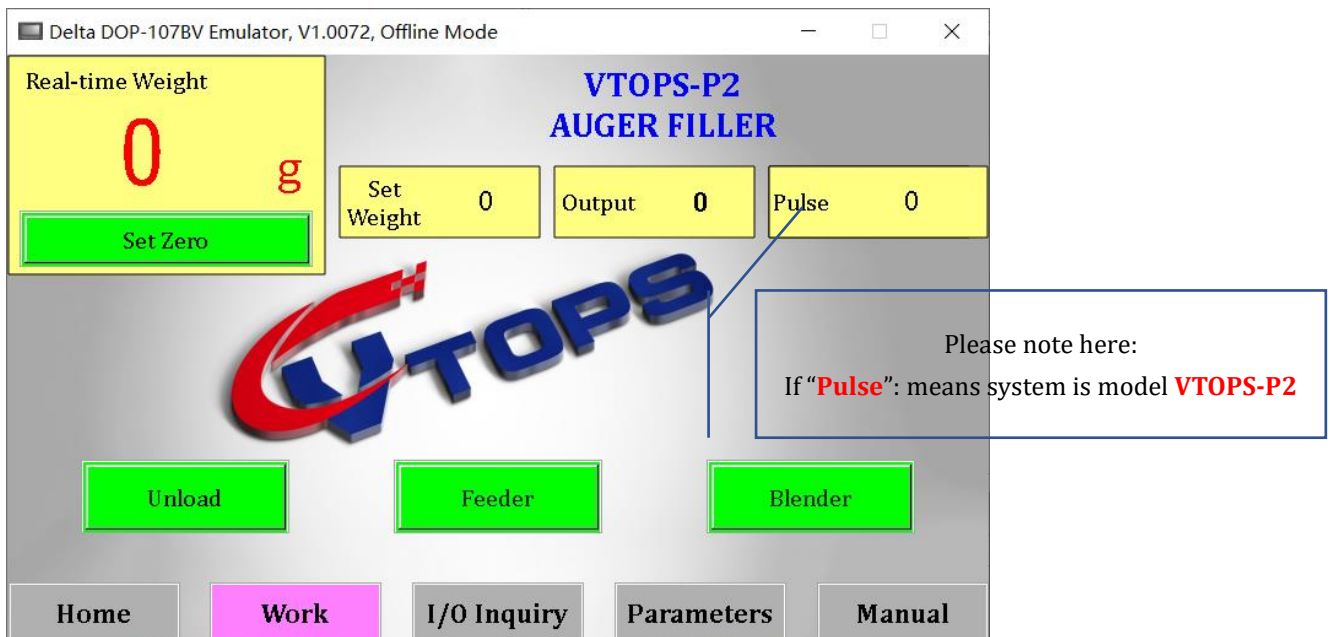 Delta DOP-107BV Emulator, V1.0072, Offline Mode
Real-time Weight
0
g
Set Zero
VTOPS-P2
AUGER FILLER
Set
Weight
0
Output
0
Pulse
0
VTOPS
Please note here:
If “Pulse”: means system is model VTOPS-P2
Unload
Feeder
Blender
Home
Work
I/O Inquiry
Parameters
Manual